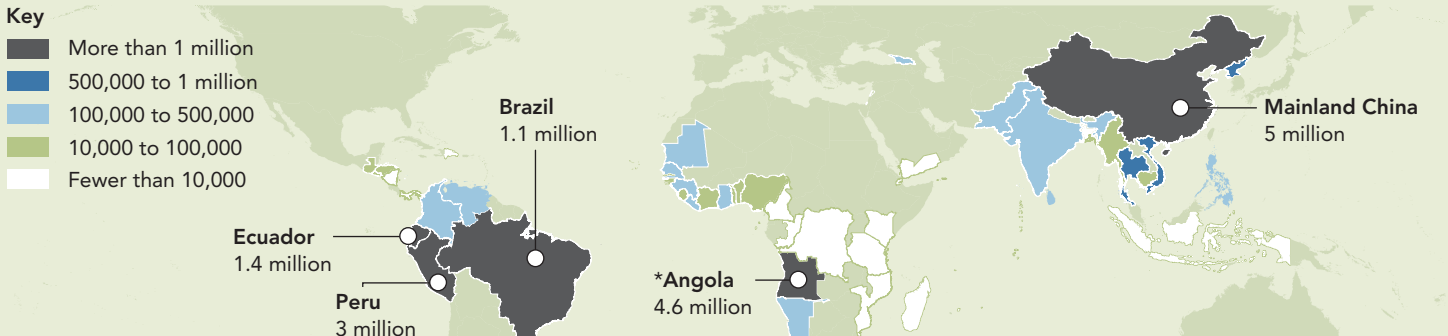 Key
More than 1 million
500,000 to 1 million
100,000 to 500,000
10,000 to 100,000
Fewer than 10,000
Brazil
1.1 million
Mainland China
5 million
Ecuador
1.4 million
Peru
3 million
*Angola
4.6 million